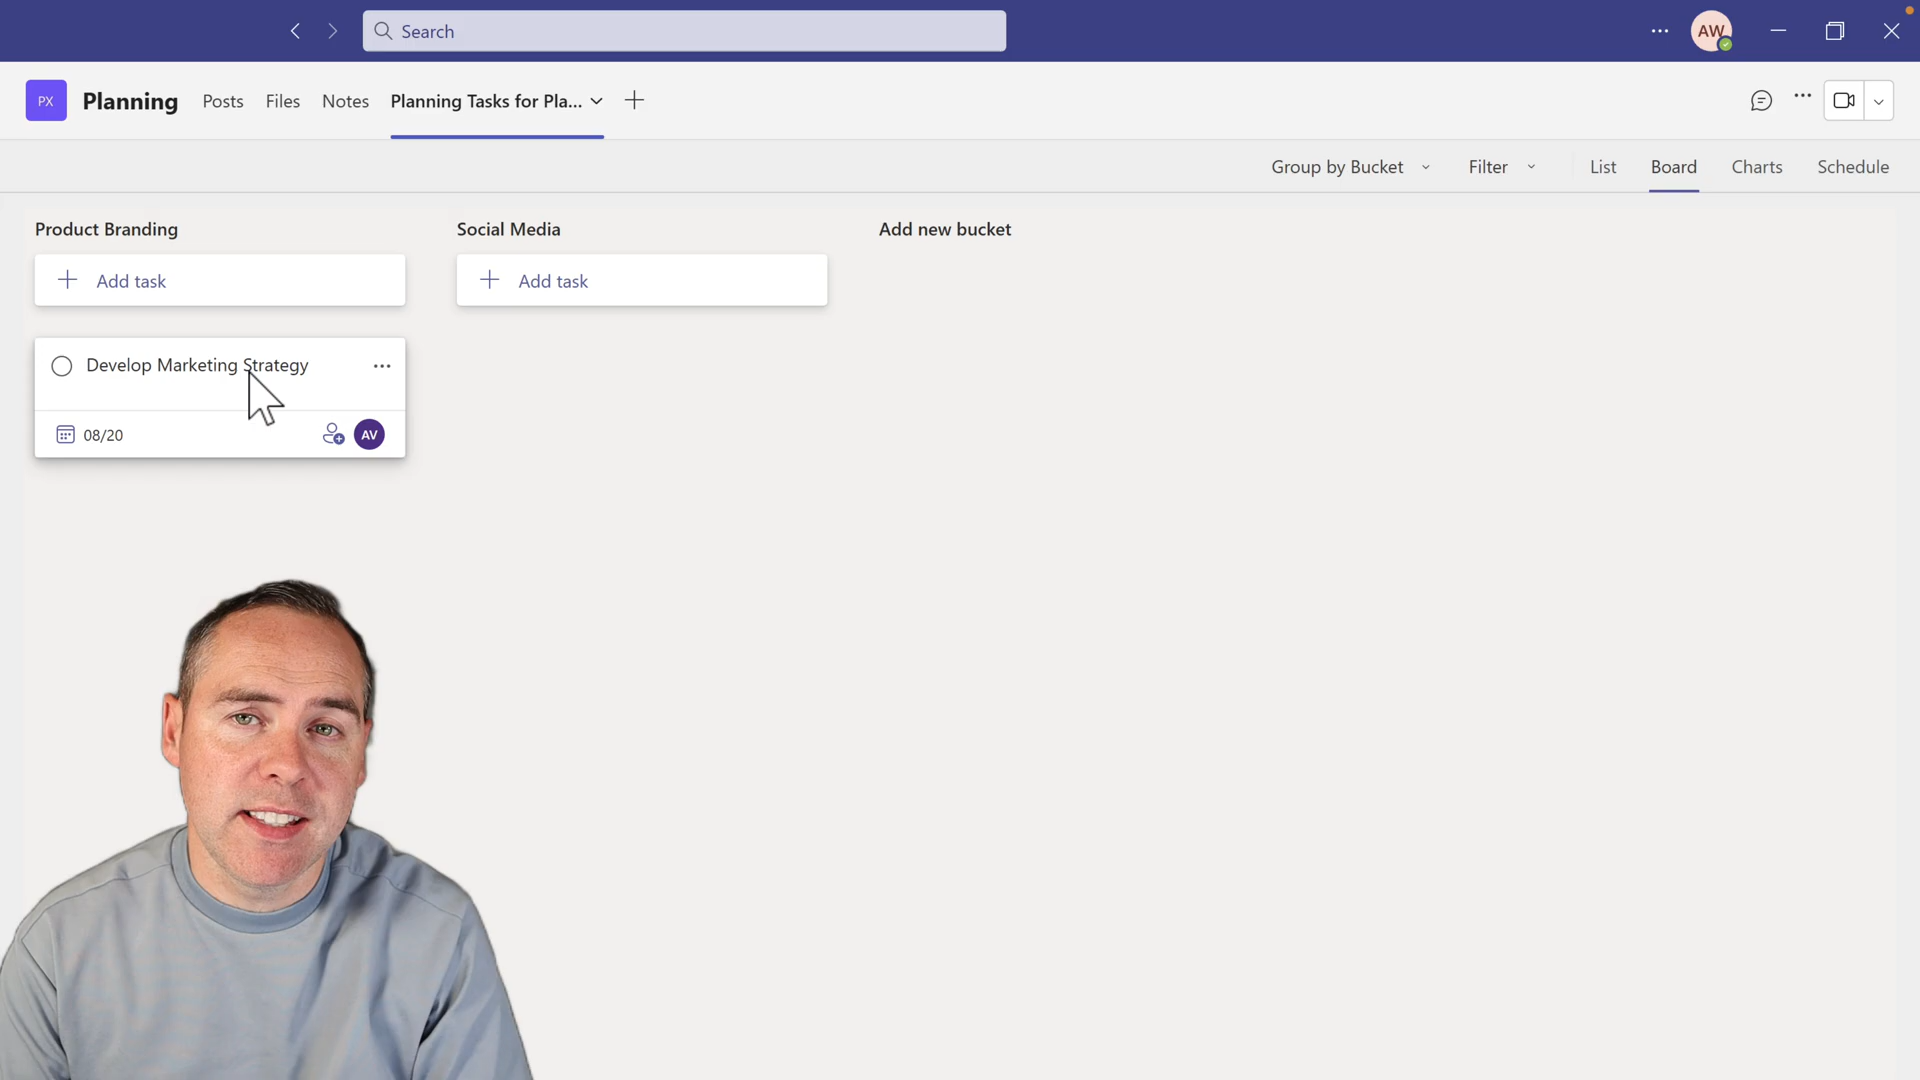 Search
AW
PX
Planning
Posts
Files
Notes
Planning Tasks for Pla...
Group by Bucket
Filter
List
Board
Charts
Schedule
Product Branding
Social Media
Add new bucket
Add task
Add task
Develop Marketing Strategy
08/20
AV